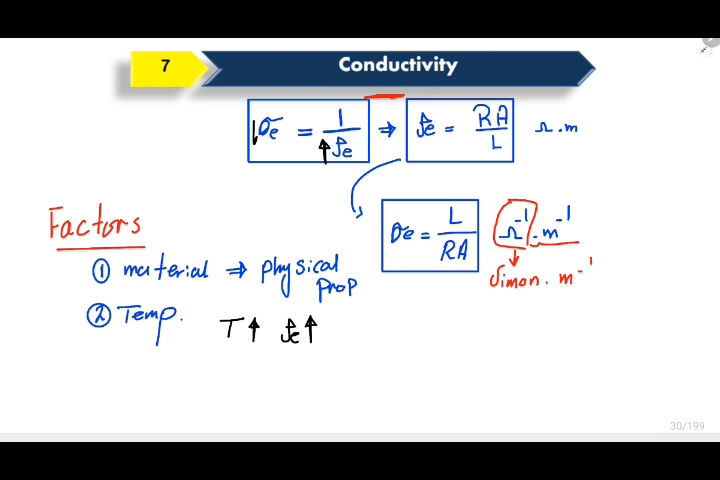 7 Conductivity
↓σe = 1/↑ρe ⇒ ρe = RA/L Ω.m
σe = L/RA Ω⁻¹.m⁻¹
Simon.m⁻¹
Factors
① material ⇒ physical prop
② Temp. T↑ ρe↑
30/199